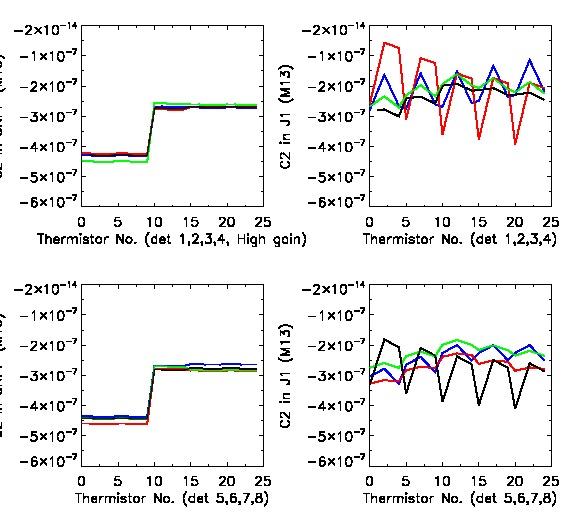 −2×10⁻¹⁴
−1×10⁻⁷
−2×10⁻⁷
−3×10⁻⁷
−4×10⁻⁷
−5×10⁻⁷
−6×10⁻⁷
0 5 10 15 20 25
Thermistor No. (det 1,2,3,4, High gain)
C2 in J1 (M13)
−2×10⁻¹⁴
−1×10⁻⁷
−2×10⁻⁷
−3×10⁻⁷
−4×10⁻⁷
−5×10⁻⁷
−6×10⁻⁷
0 5 10 15 20 25
Thermistor No. (det 1,2,3,4)
−2×10⁻¹⁴
−1×10⁻⁷
−2×10⁻⁷
−3×10⁻⁷
−4×10⁻⁷
−5×10⁻⁷
−6×10⁻⁷
0 5 10 15 20 25
Thermistor No. (det 5,6,7,8)
C2 in J1 (M13)
−2×10⁻¹⁴
−1×10⁻⁷
−2×10⁻⁷
−3×10⁻⁷
−4×10⁻⁷
−5×10⁻⁷
−6×10⁻⁷
0 5 10 15 20 25
Thermistor No. (det 5,6,7,8)